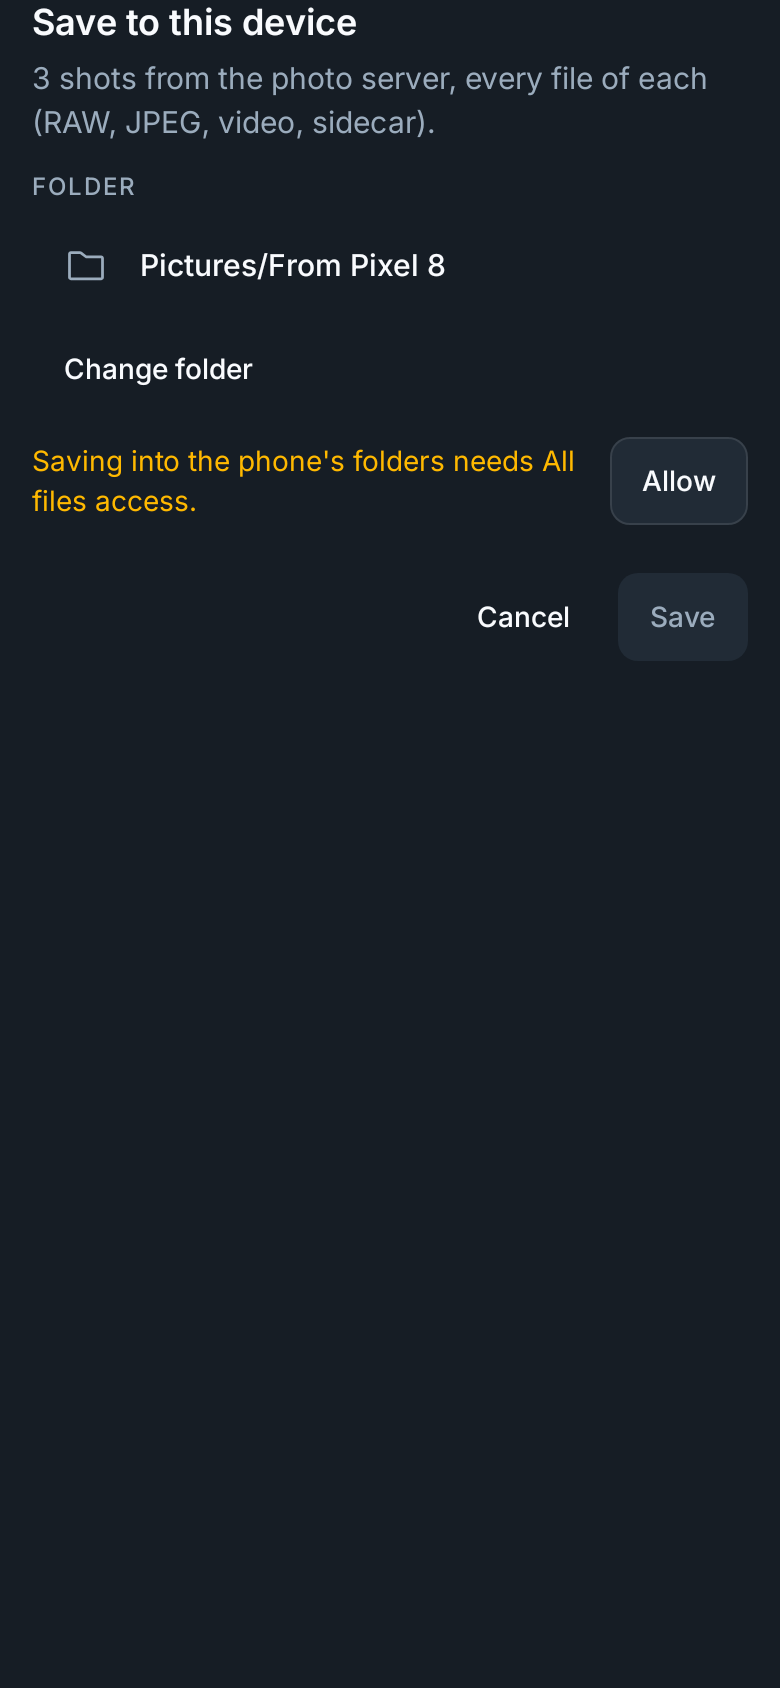 Save to this device
3 shots from the photo server, every file of each
(RAW, JPEG, video, sidecar).
FOLDER
Pictures/From Pixel 8
Change folder
Saving into the phone's folders needs All
files access.
Allow
Cancel
Save